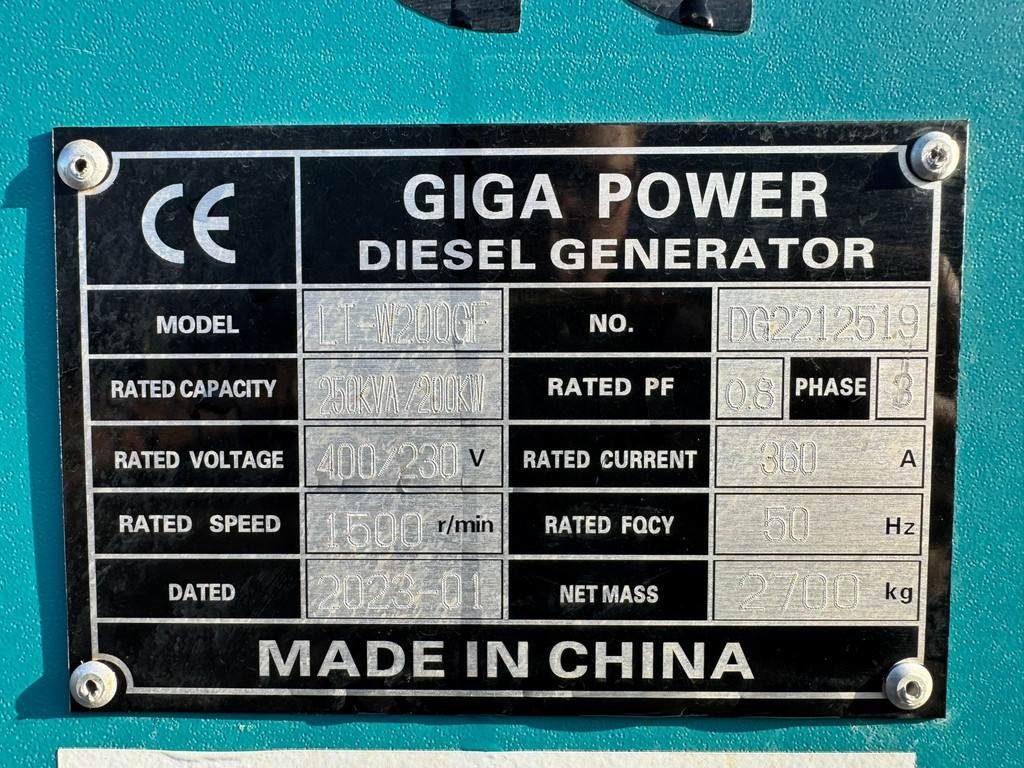 CE GIGA POWER
DIESEL GENERATOR
MODEL LT-W200GF NO. DG2212519
RATED CAPACITY 250KVA/200KW RATED PF 0.8 PHASE 3
RATED VOLTAGE 400/230 V RATED CURRENT 360 A
RATED SPEED 1500 r/min RATED FQCY 50 Hz
DATED 2023-01 NET MASS 2700 kg
MADE IN CHINA